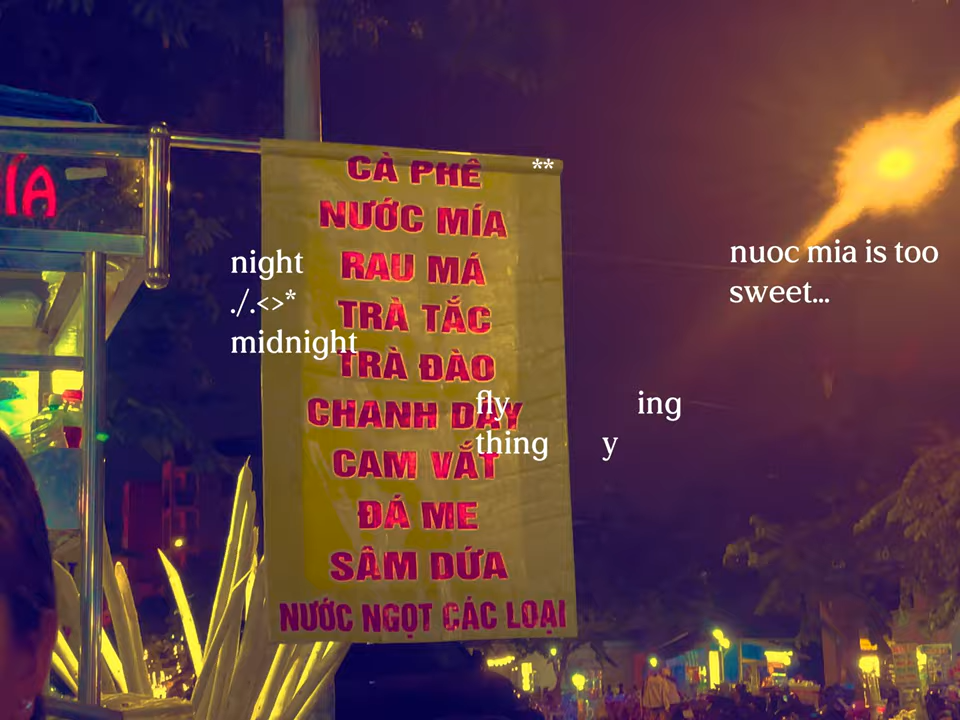 ÍA
CÀ PHÊ
**
NƯỚC MÍA
RAU MÁ
TRÀ TẮC
TRÀ ĐÀO
CHANH DÂY
CAM VẮT
ĐÁ ME
SÂM DỨA
NƯỚC NGỌT CÁC LOẠI
night
./.<>*
midnight
nuoc mia is too
sweet...
fly ing
thing y